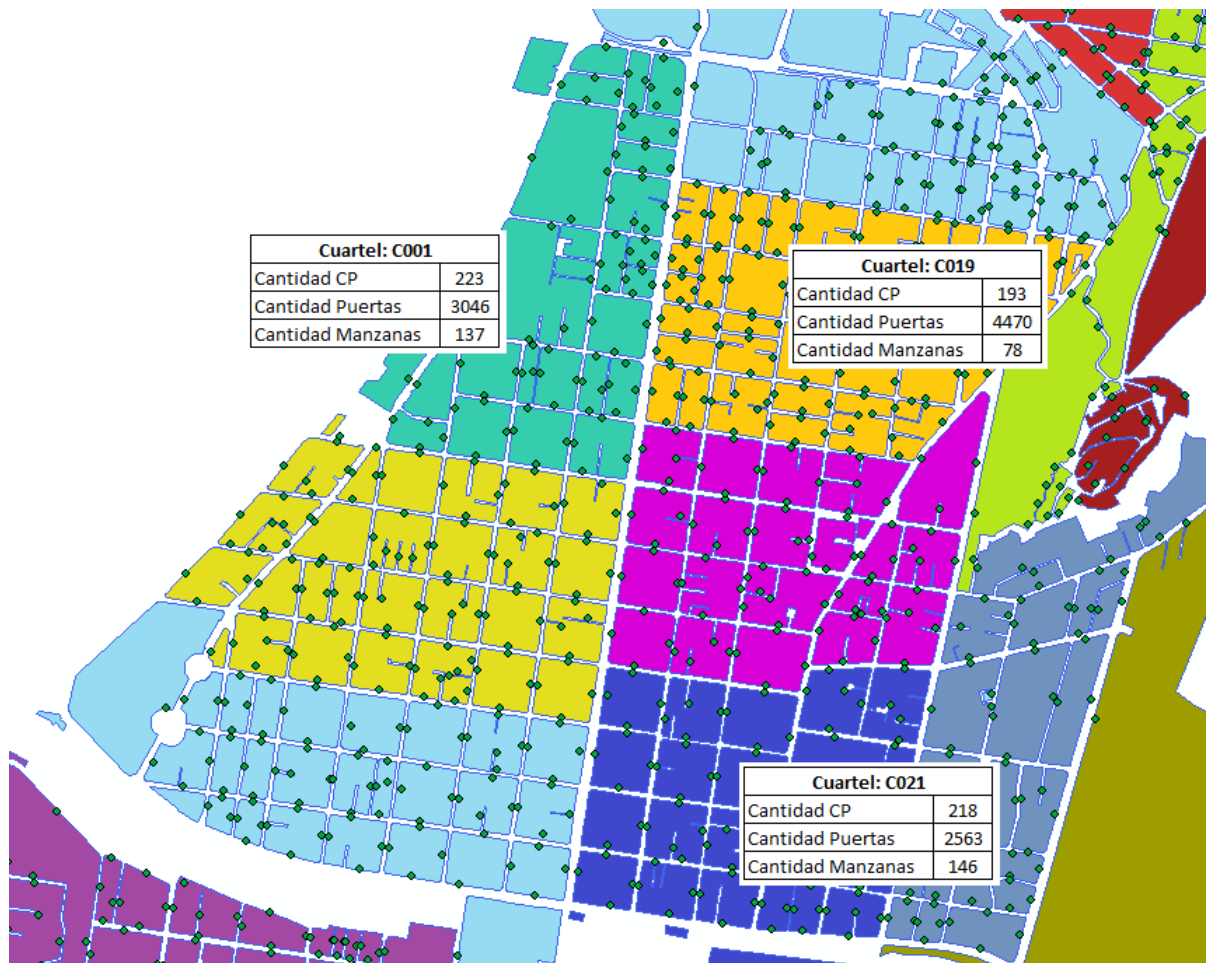 Cuartel: C001
Cantidad CP 223
Cantidad Puertas 3046
Cantidad Manzanas 137
Cuartel: C019
Cantidad CP 193
Cantidad Puertas 4470
Cantidad Manzanas 78
Cuartel: C021
Cantidad CP 218
Cantidad Puertas 2563
Cantidad Manzanas 146